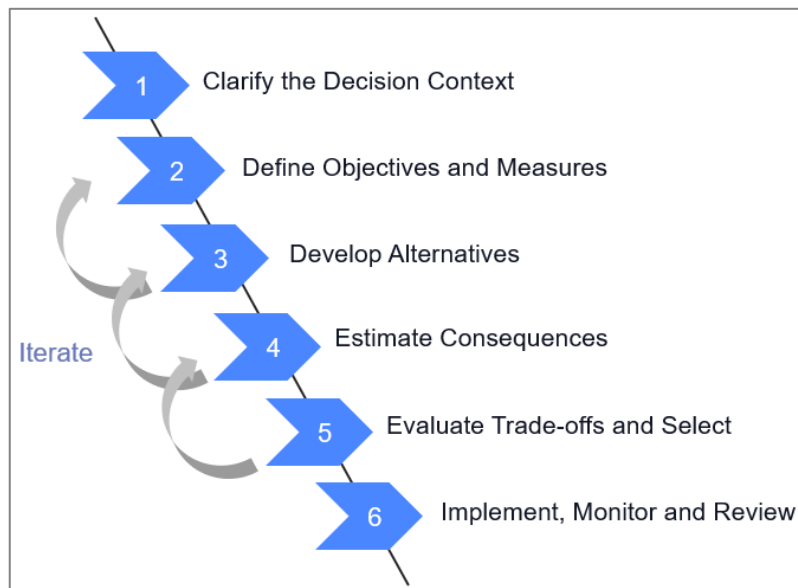 1 Clarify the Decision Context
2 Define Objectives and Measures
3 Develop Alternatives
4 Estimate Consequences
Iterate
5 Evaluate Trade-offs and Select
6 Implement, Monitor and Review